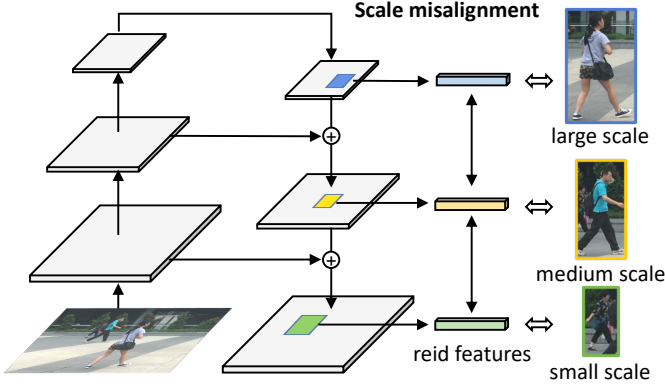 Scale misalignment
large scale
medium scale
reid features
small scale